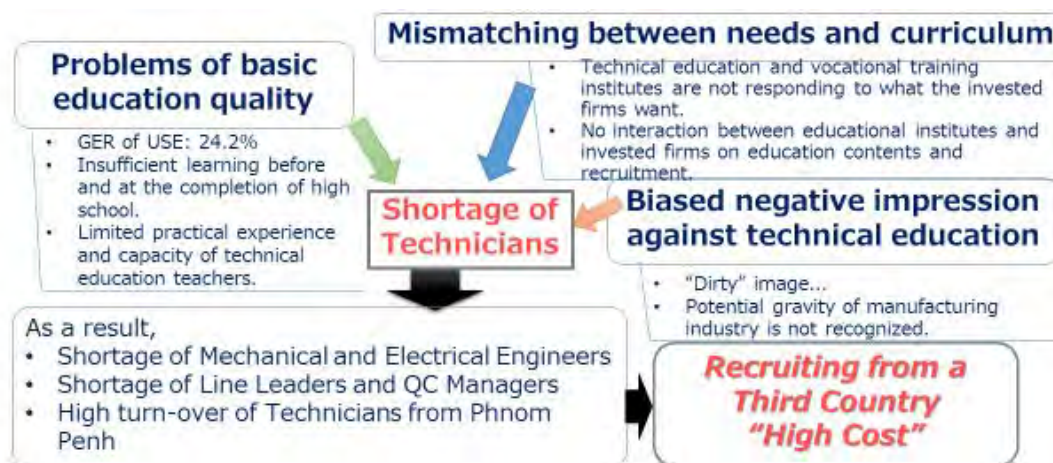 Problems of basic
education quality
• GER of USE: 24.2%
• Insufficient learning before
and at the completion of high
school.
• Limited practical experience
and capacity of technical
education teachers.
Mismatching between needs and curriculum
• Technical education and vocational training
institutes are not responding to what the invested
firms want.
• No interaction between educational institutes and
invested firms on education contents and
recruitment.
Shortage of
Technicians
Biased negative impression
against technical education
• “Dirty” image...
• Potential gravity of manufacturing
industry is not recognized.
As a result,
• Shortage of Mechanical and Electrical Engineers
• Shortage of Line Leaders and QC Managers
• High turn-over of Technicians from Phnom
Penh
Recruiting from a
Third Country
“High Cost”